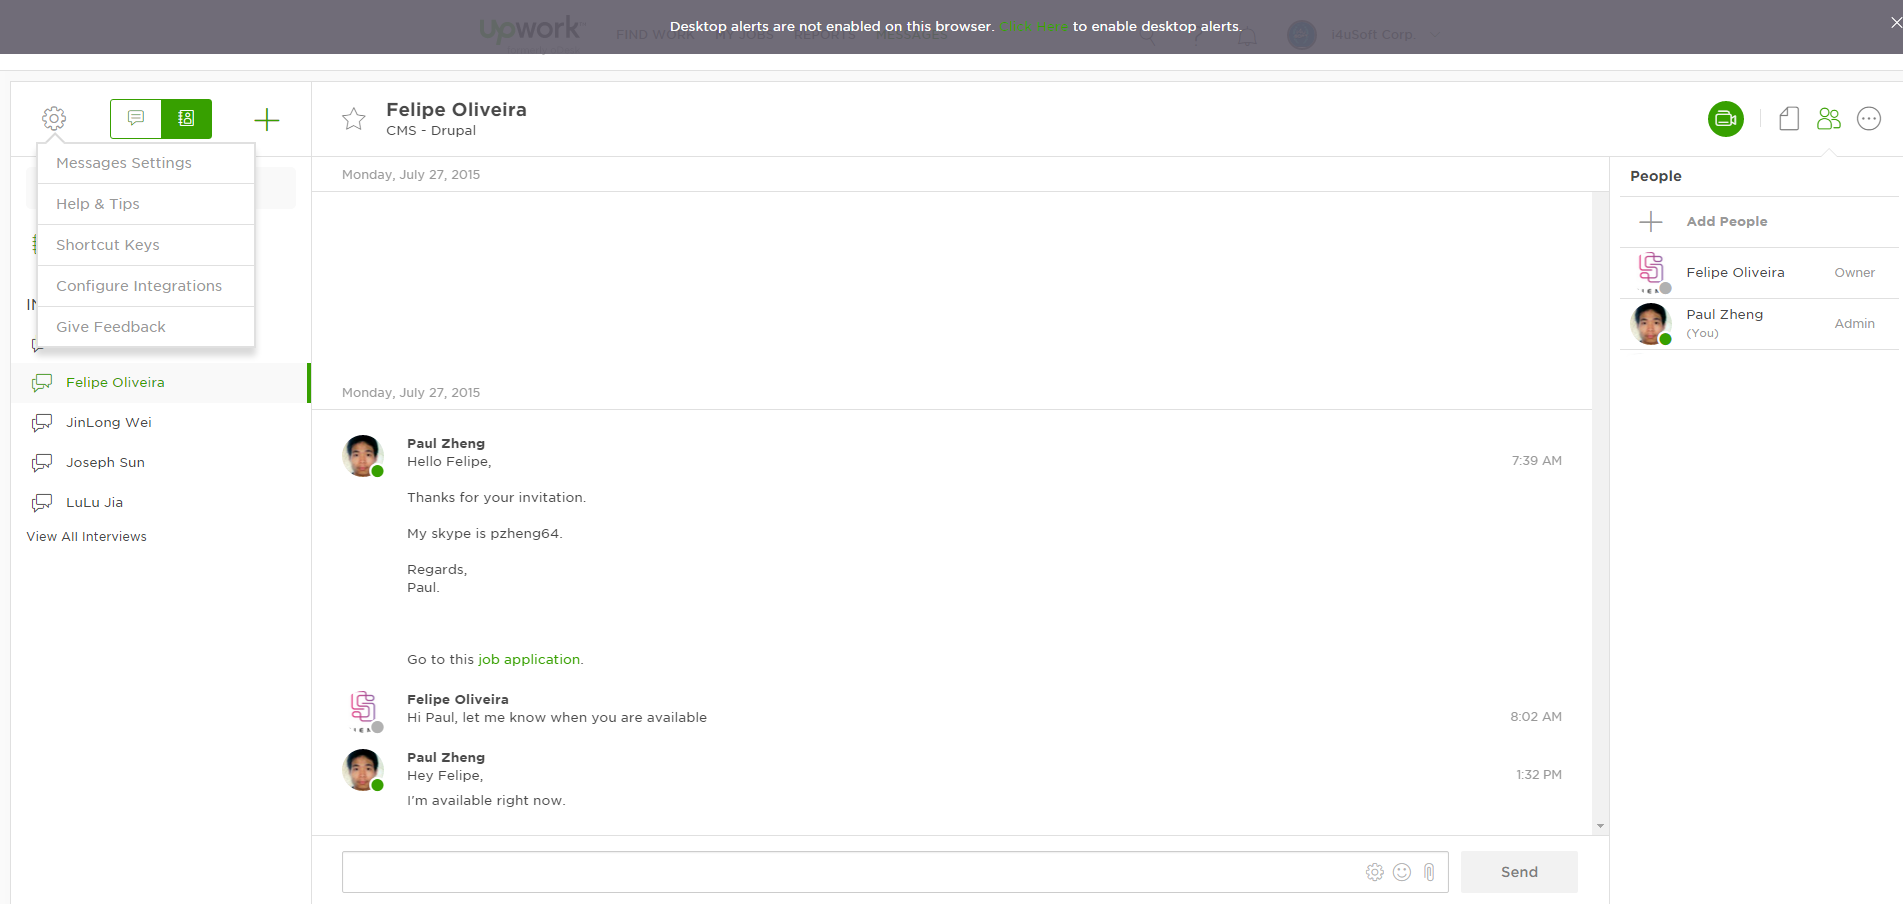 Desktop alerts are not enabled on this browser. Click Here to enable desktop alerts.
upwork
FIND WORK MY JOBS REPORTS MESSAGES
i4uSoft Corp.
Messages Settings
Help & Tips
Shortcut Keys
Configure Integrations
Give Feedback
Felipe Oliveira
JinLong Wei
Joseph Sun
LuLu Jia
View All Interviews
Felipe Oliveira
CMS - Drupal
Monday, July 27, 2015
Monday, July 27, 2015
Paul Zheng
Hello Felipe,
7:39 AM
Thanks for your invitation.
My skype is pzheng64.
Regards,
Paul.
Go to this job application.
Felipe Oliveira
Hi Paul, let me know when you are available
8:02 AM
Paul Zheng
Hey Felipe,
1:32 PM
I'm available right now.
Send
People
Add People
Felipe Oliveira
Owner
Paul Zheng
(You)
Admin